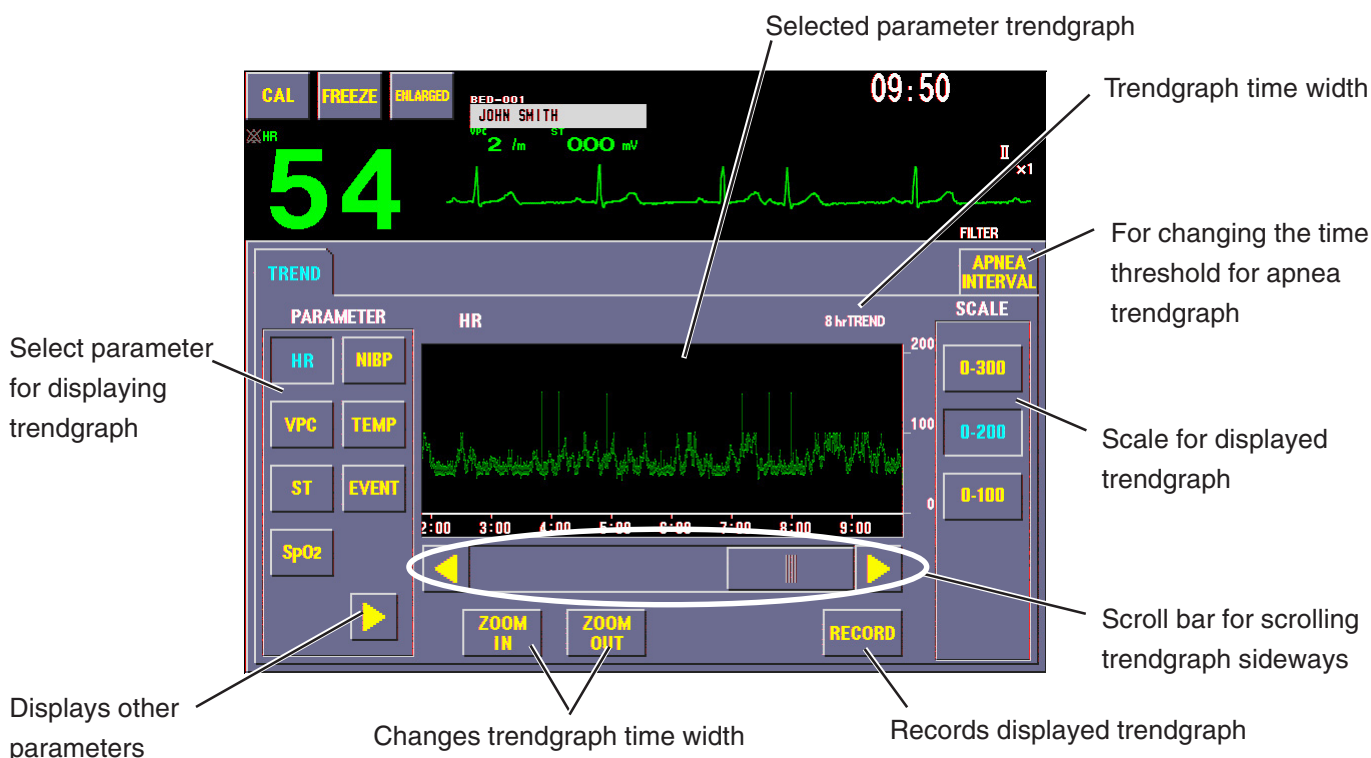 Selected parameter trendgraph
CAL
FREEZE
ENLARGED
BED-001
JOHN SMITH
09:50
Trendgraph time width
HR
VPC
2 /m
ST
0.00 mV
54
II
×1
FILTER
For changing the time
threshold for apnea
trendgraph
TREND
APNEA
INTERVAL
PARAMETER
HR
8 hrTREND
SCALE
Select parameter
for displaying
trendgraph
HR
NIBP
VPC
TEMP
ST
EVENT
SpO2
200
100
0
2:00 3:00 4:00 5:00 6:00 7:00 8:00 9:00
0-300
0-200
0-100
Scale for displayed
trendgraph
ZOOM
IN
ZOOM
OUT
RECORD
Scroll bar for scrolling
trendgraph sideways
Displays other
parameters
Changes trendgraph time width
Records displayed trendgraph